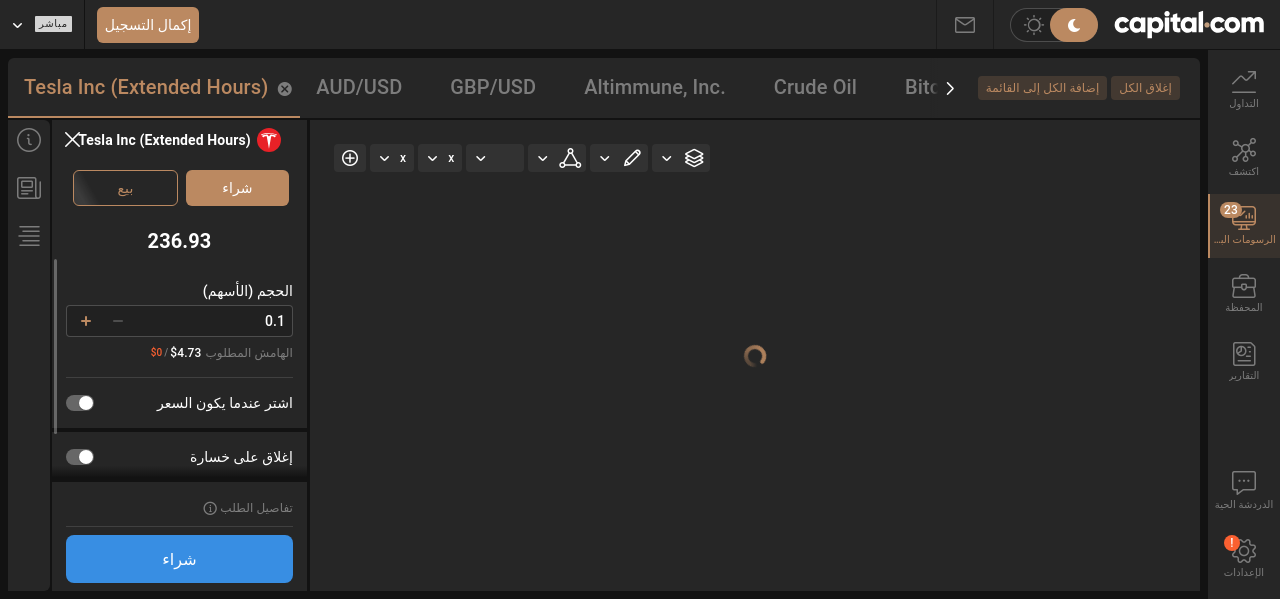 capital.com
إكمال التسجيل
مباشر
Tesla Inc (Extended Hours)
AUD/USD
GBP/USD
Altimmune, Inc.
Crude Oil
Bitc
إضافة الكل إلى القائمة
إغلاق الكل
التداول
اكتشف
23
الرسومات الب...
المحفظة
التقارير
الدردشة الحية
!
الإعدادات
Tesla Inc (Extended Hours)
شراء
بيع
236.93
الحجم (الأسهم)
0.1
الهامش المطلوب $4.73 / $0
اشتر عندما يكون السعر
إغلاق على خسارة
تفاصيل الطلب
شراء
x
x